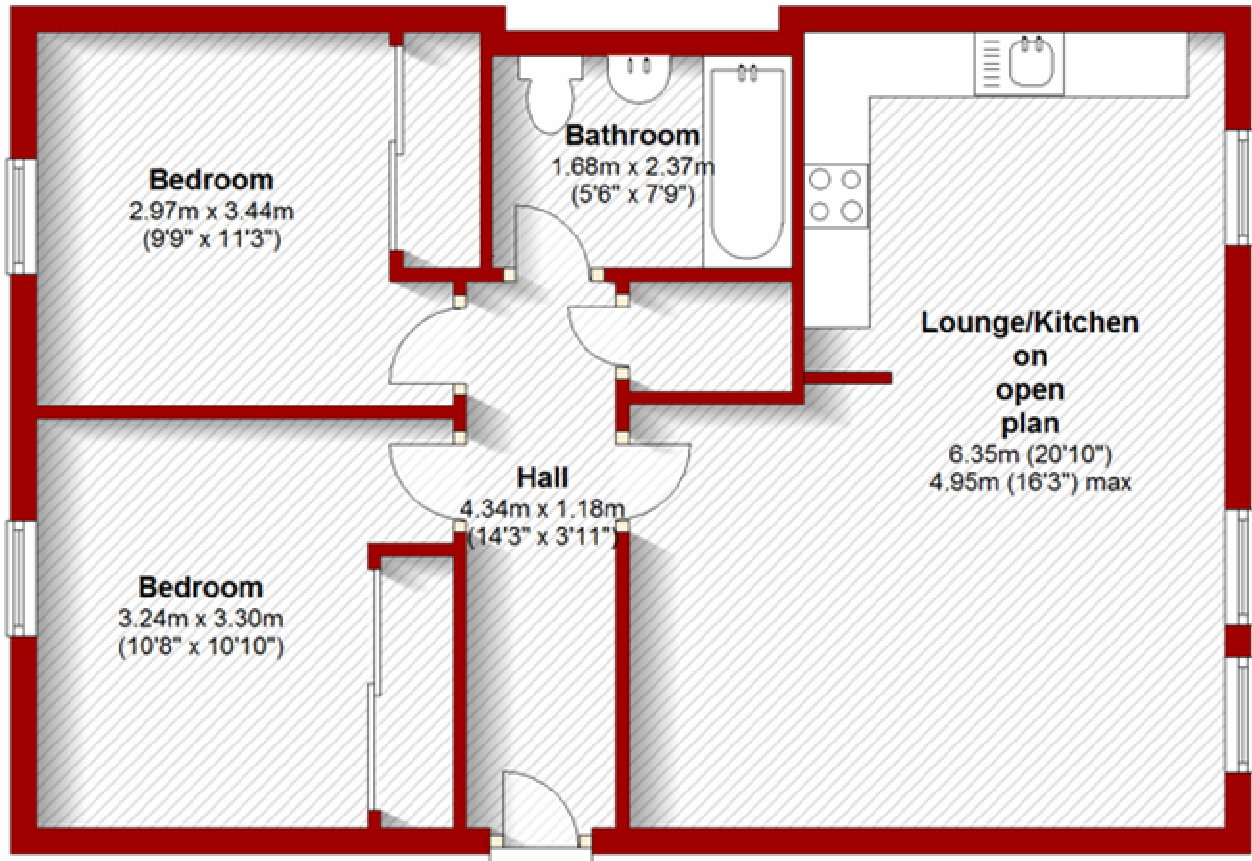 Bedroom
2.97m x 3.44m
(9'9" x 11'3")
Bathroom
1.68m x 2.37m
(5'6" x 7'9")
Lounge/Kitchen
on
open
plan
6.35m (20'10")
4.95m (16'3") max
Hall
4.34m x 1.18m
(14'3" x 3'11")
Bedroom
3.24m x 3.30m
(10'8" x 10'10")